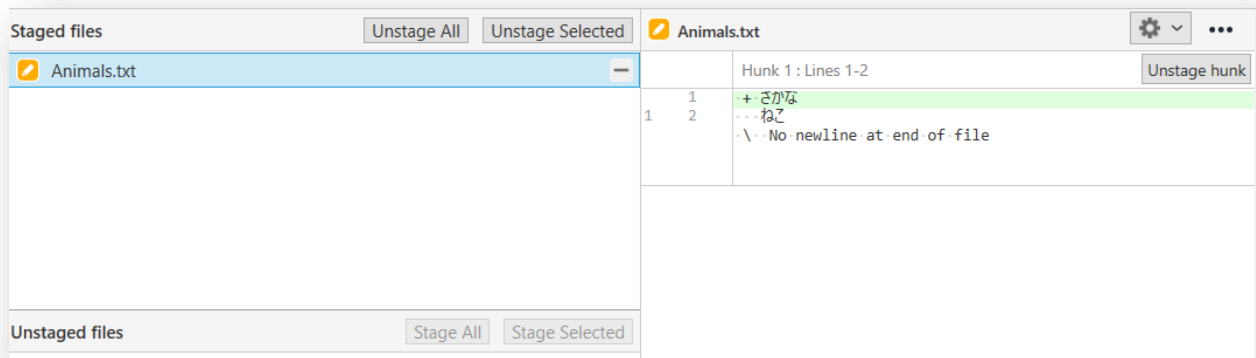 Staged files
Unstage All
Unstage Selected
Animals.txt
Animals.txt
Hunk 1 : Lines 1-2
Unstage hunk
1 + さかな
1 2 ねこ
\ No newline at end of file
Unstaged files
Stage All
Stage Selected